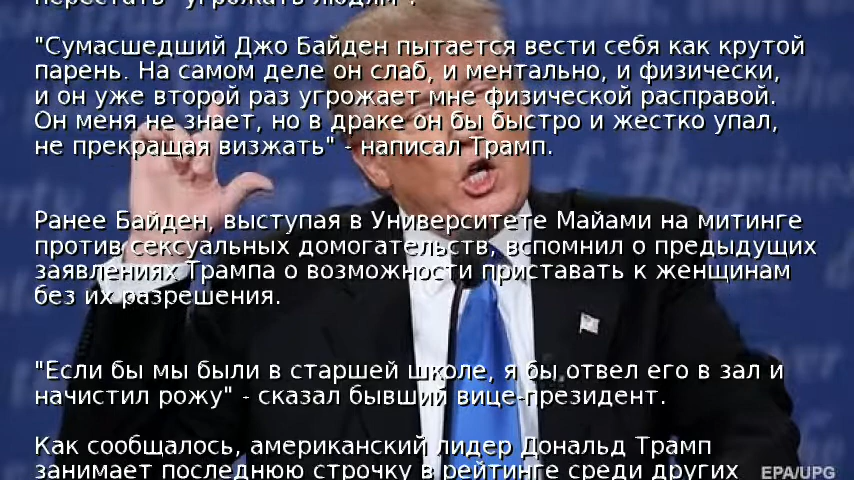 перестать "угрожать людям".
"Сумасшедший Джо Байден пытается вести себя как крутой
парень. На самом деле он слаб, и ментально, и физически,
и он уже второй раз угрожает мне физической расправой.
Он меня не знает, но в драке он бы быстро и жестко упал,
не прекращая визжать" - написал Трамп.
Ранее Байден, выступая в Университете Майами на митинге
против сексуальных домогательств, вспомнил о предыдущих
заявлениях Трампа о возможности приставать к женщинам
без их разрешения.
"Если бы мы были в старшей школе, я бы отвел его в зал и
начистил рожу" - сказал бывший вице-президент.
Как сообщалось, американский лидер Дональд Трамп
занимает последнюю строчку в рейтинге среди других
EPA/UPG